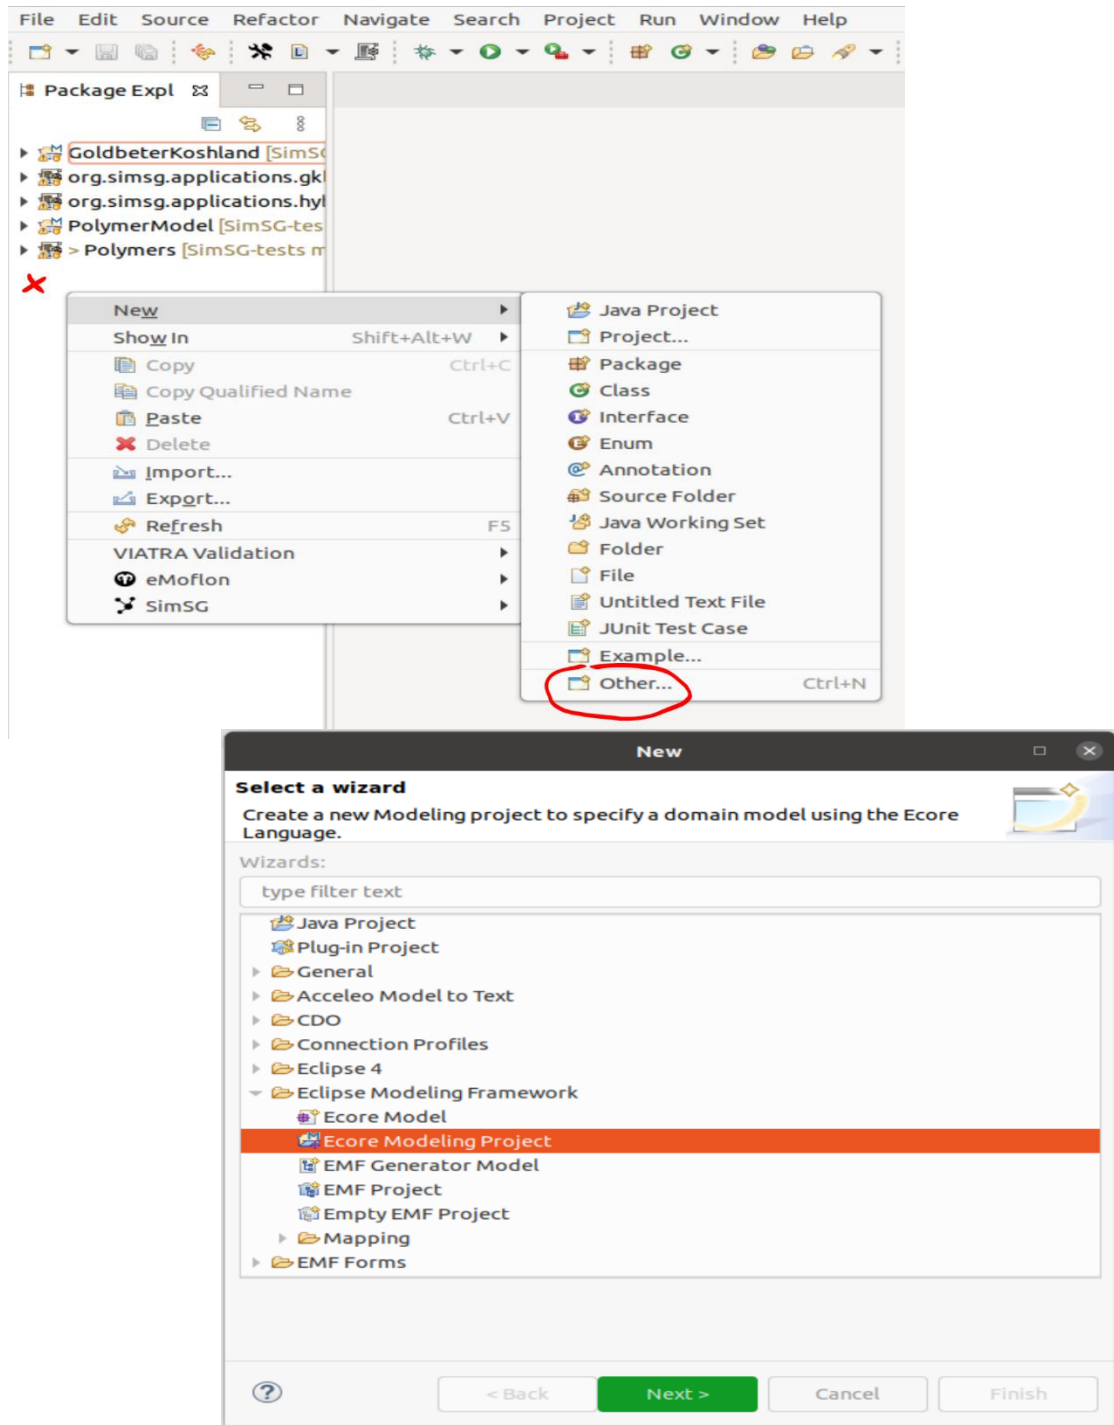 File Edit Source Refactor Navigate Search Project Run Window Help
Package Expl
GoldbeterKoshland [SimSG
org.simsg.applications.gkl
org.simsg.applications.hyl
PolymerModel [SimSG-tes
> Polymers [SimSG-tests m
New
Show In Shift+Alt+W
Copy Ctrl+C
Copy Qualified Name
Paste Ctrl+V
Delete
Import...
Export...
Refresh F5
VIATRA Validation
eMoflon
SimSG
Java Project
Project...
Package
Class
Interface
Enum
Annotation
Source Folder
Java Working Set
Folder
File
Untitled Text File
JUnit Test Case
Example...
Other... Ctrl+N
New
Select a wizard
Create a new Modeling project to specify a domain model using the Ecore
Language.
Wizards:
type filter text
Java Project
Plug-in Project
General
Acceleo Model to Text
CDO
Connection Profiles
Eclipse 4
Eclipse Modeling Framework
Ecore Model
Ecore Modeling Project
EMF Generator Model
EMF Project
Empty EMF Project
Mapping
EMF Forms
< Back Next > Cancel Finish